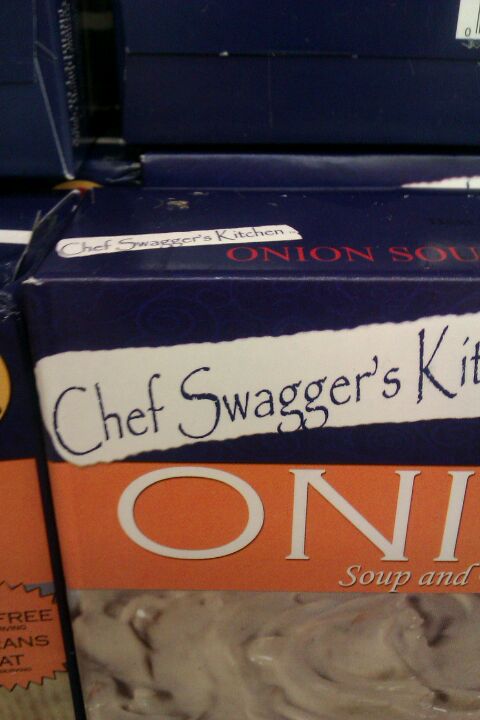 Chef Swagger's Kitchen
ONION SOU
Chef Swagger's Kit
ONI
Soup and
FREE
ANS
AT